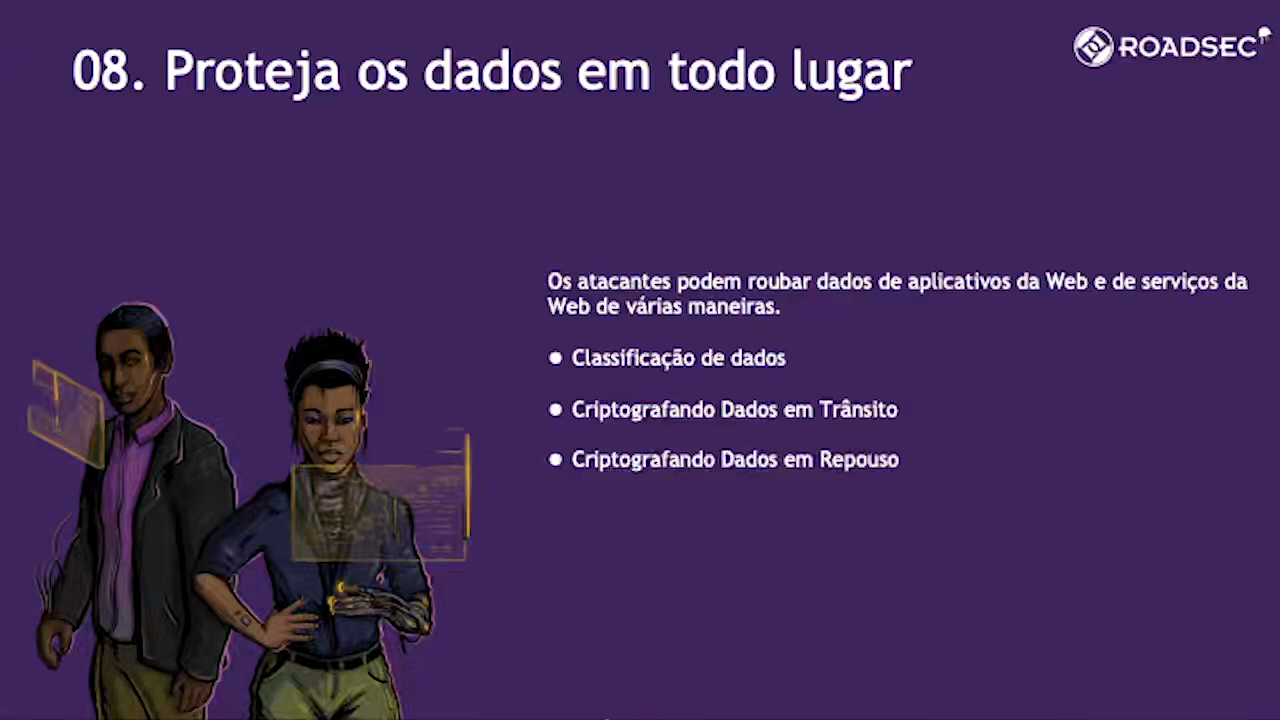 08. Proteja os dados em todo lugar
ROADSEC
Os atacantes podem roubar dados de aplicativos da Web e de serviços da
Web de várias maneiras.
● Classificação de dados
● Criptografando Dados em Trânsito
● Criptografando Dados em Repouso